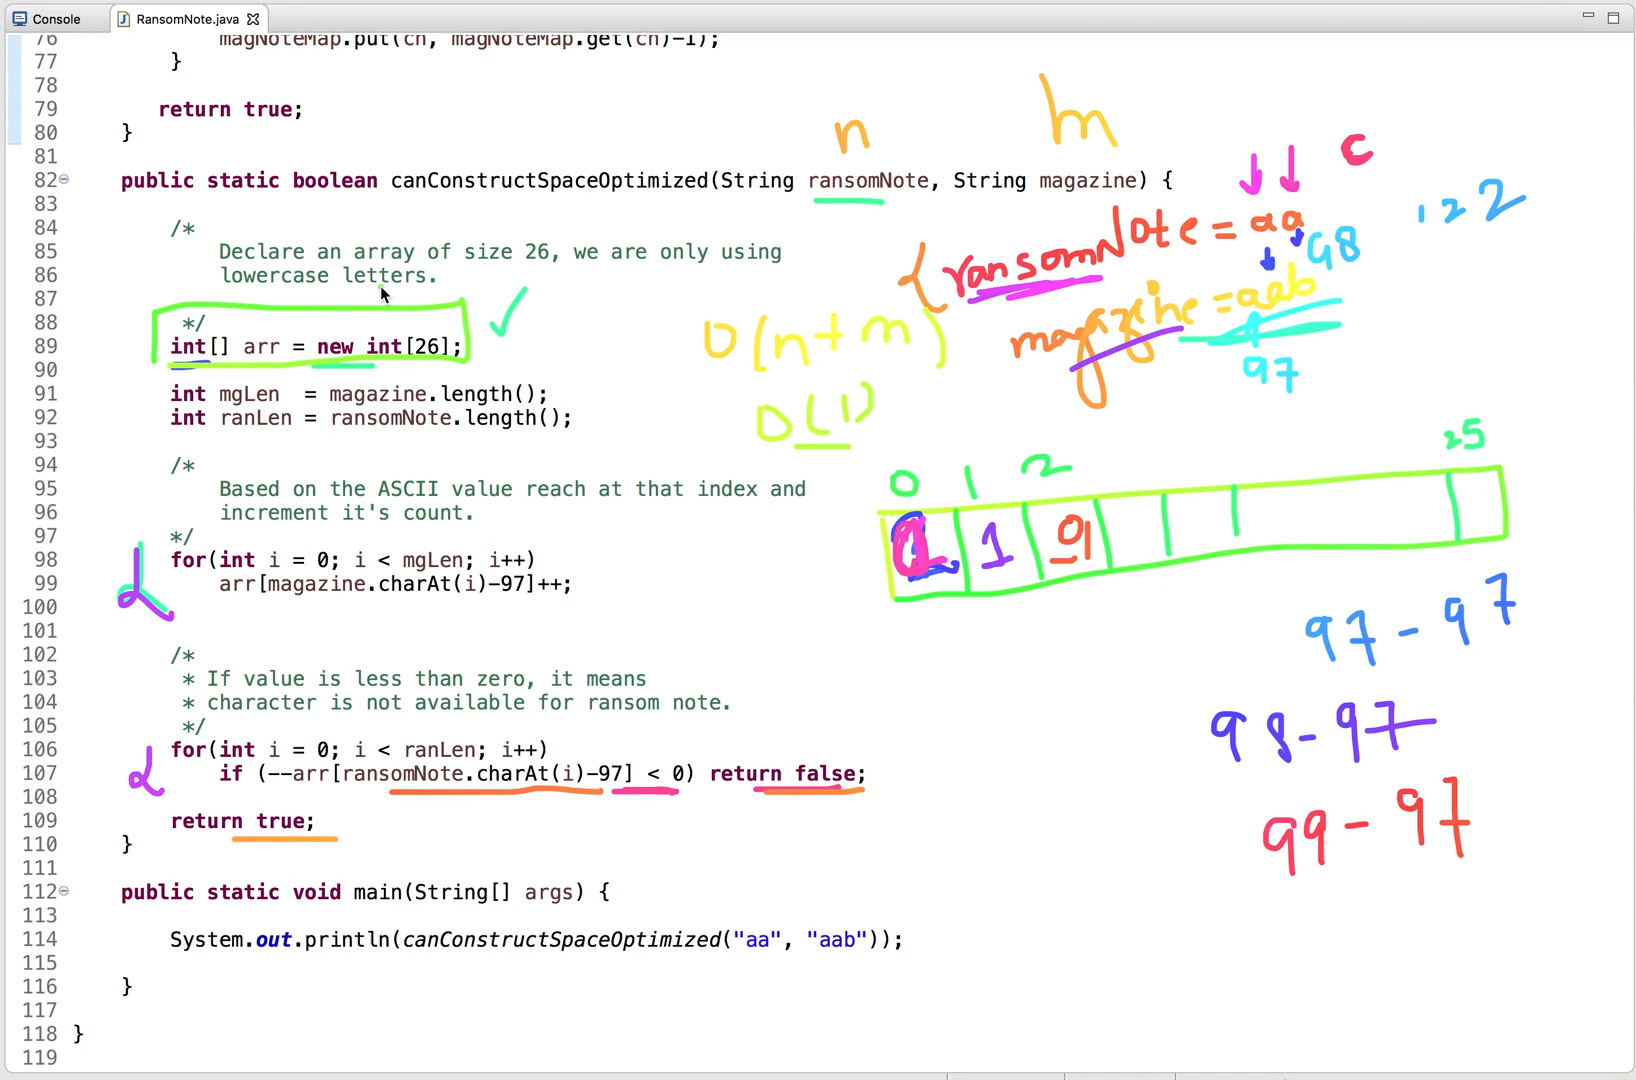 Console RansomNote.java
76 magNoteMap.put(ch, magNoteMap.get(ch)-1);
77 }
78
79 return true;
80 }
81
82 public static boolean canConstructSpaceOptimized(String ransomNote, String magazine) {
83
84 /*
85 Declare an array of size 26, we are only using
86 lowercase letters.
87
88 */
89 int[] arr = new int[26];
90
91 int mgLen = magazine.length();
92 int ranLen = ransomNote.length();
93
94 /*
95 Based on the ASCII value reach at that index and
96 increment it's count.
97 */
98 for(int i = 0; i < mgLen; i++)
99 arr[magazine.charAt(i)-97]++;
100
101
102 /*
103 * If value is less than zero, it means
104 * character is not available for ransom note.
105 */
106 for(int i = 0; i < ranLen; i++)
107 if (--arr[ransomNote.charAt(i)-97] < 0) return false;
108
109 return true;
110 }
111
112 public static void main(String[] args) {
113
114 System.out.println(canConstructSpaceOptimized("aa", "aab"));
115
116 }
117
118 }
119
n m
c
ransomNote = aa
1 2 2
98
magazine = aab
97
O(n+m)
O(1)
0 1 2 25
1 0
97-97
98-97
99-97